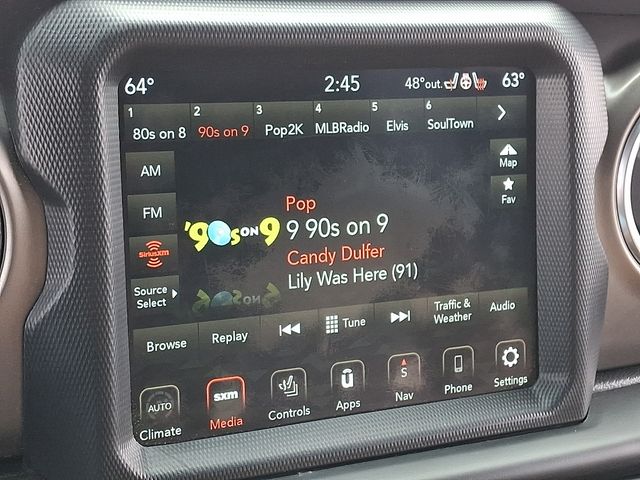 64°
2:45
48°out.
63°
1 80s on 8
2 90s on 9
3 Pop2K
4 MLBRadio
5 Elvis
6 SoulTown
AM
Map
FM
Fav
SiriusXM
Source
Select
'90s ON 9
Pop
9 90s on 9
Candy Dulfer
Lily Was Here (91)
Browse
Replay
Tune
Traffic &
Weather
Audio
AUTO
Climate
sxm
Media
Controls
Apps
S
Nav
Phone
Settings